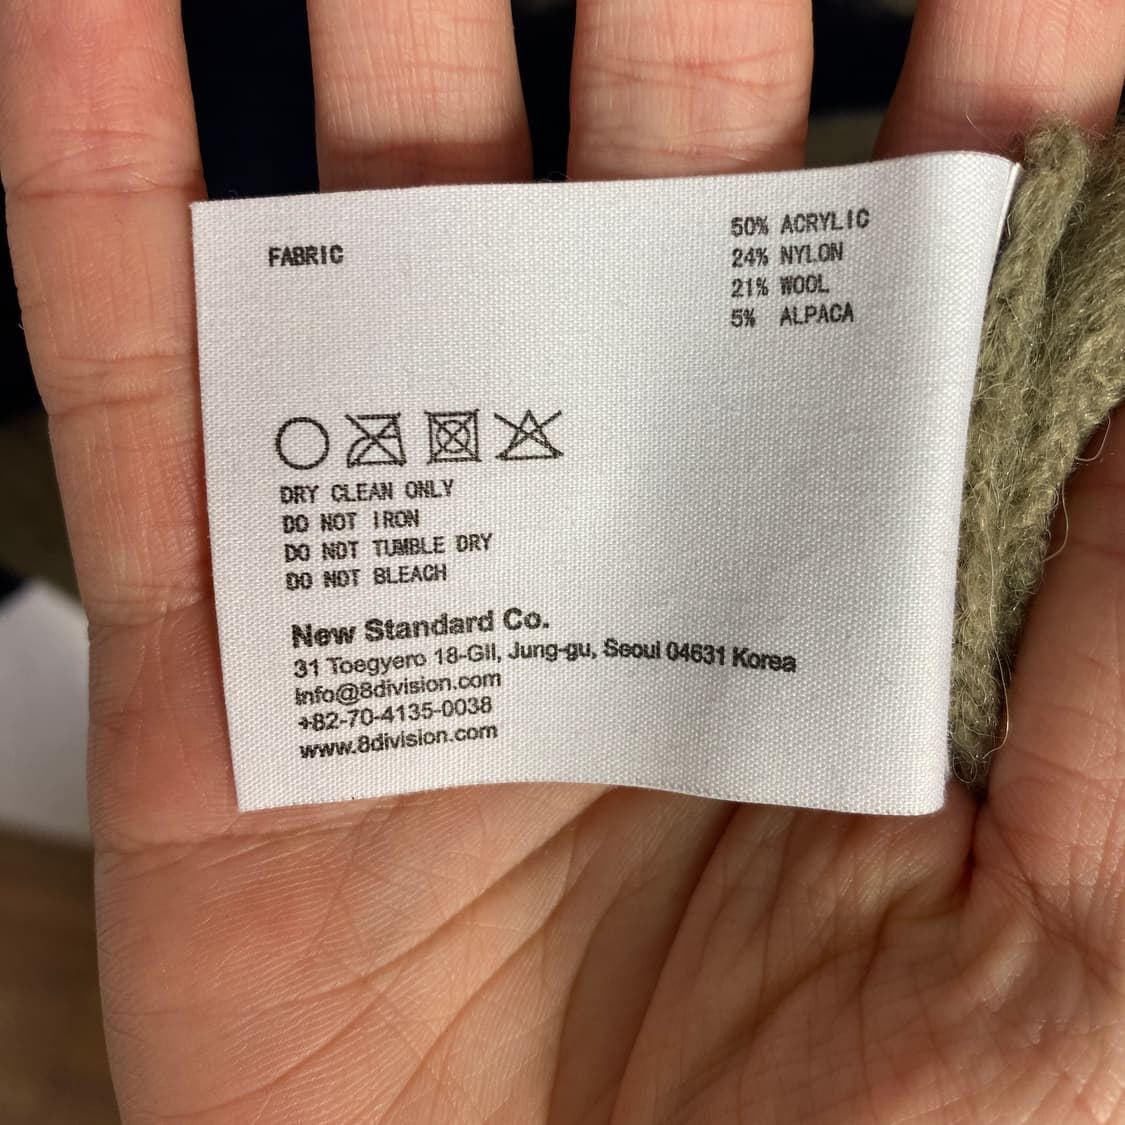 FABRIC
50% ACRYLIC
24% NYLON
21% WOOL
5% ALPACA
DRY CLEAN ONLY
DO NOT IRON
DO NOT TUMBLE DRY
DO NOT BLEACH
New Standard Co.
31 Toegyero 18-Gil, Jung-gu, Seoul 04631 Korea
info@8division.com
+82-70-4135-0038
www.8division.com